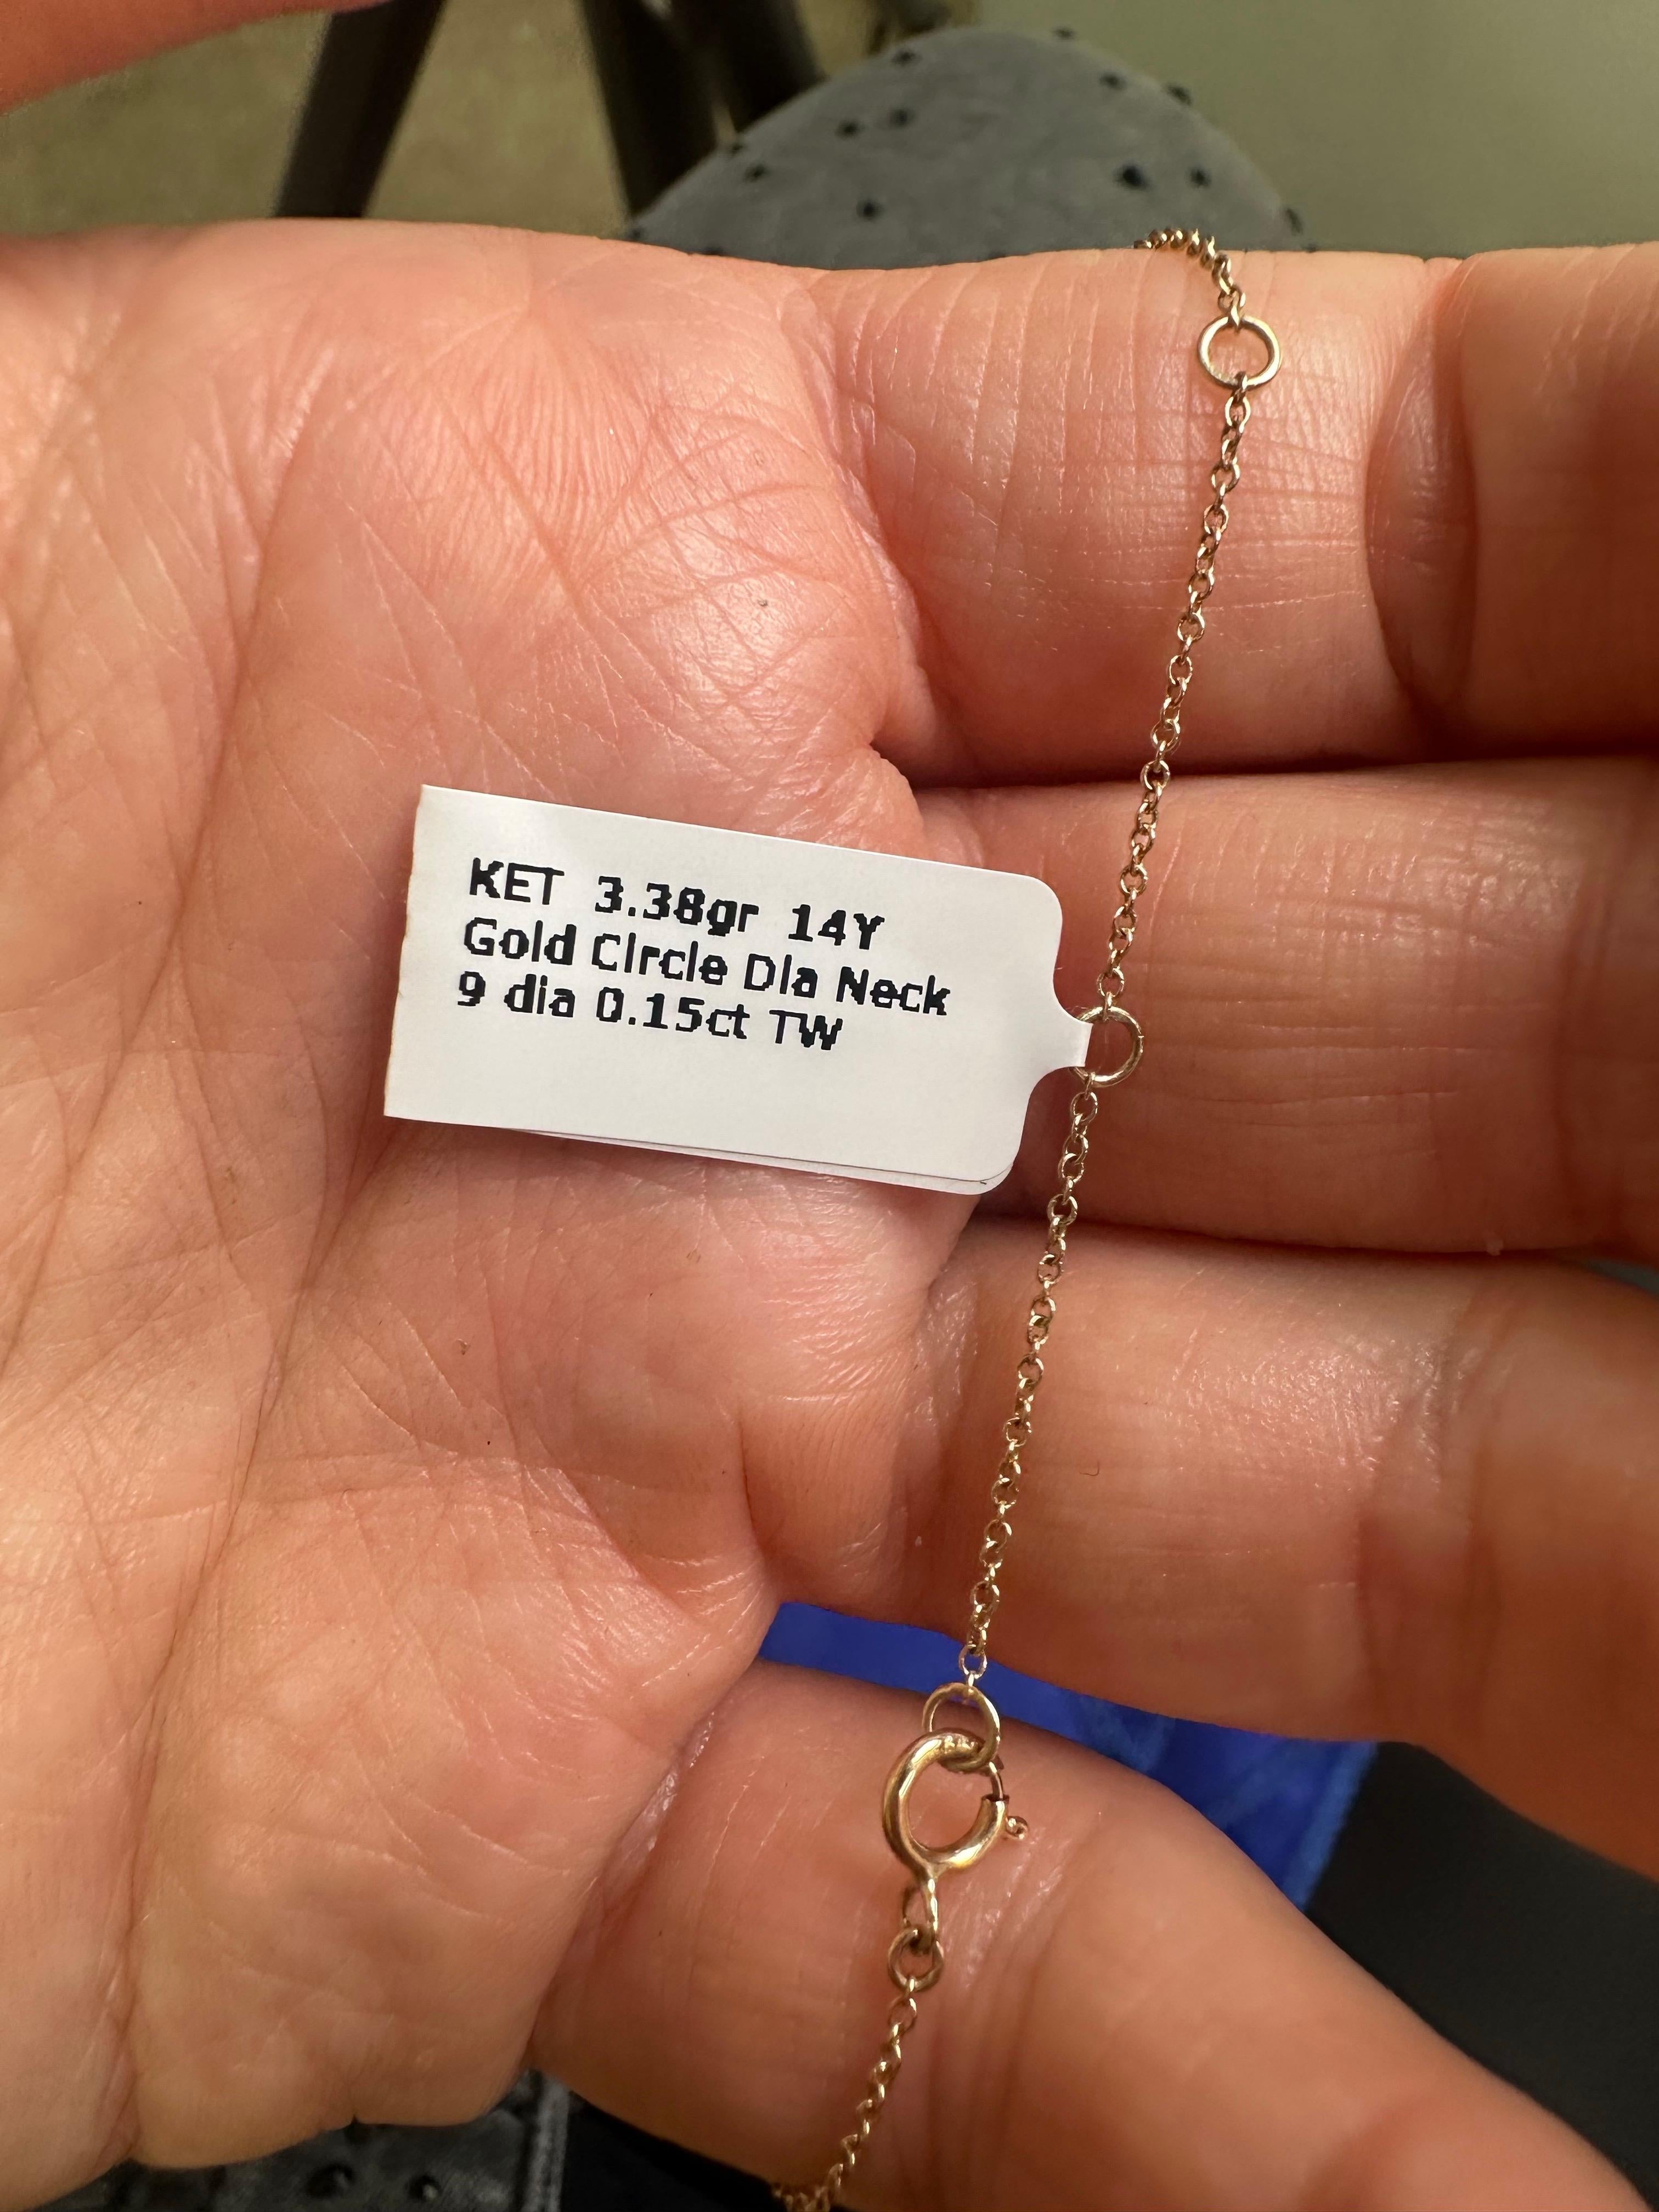 KET 3.38gr 14Y
Gold Circle Dia Neck
9 dia 0.15ct TW